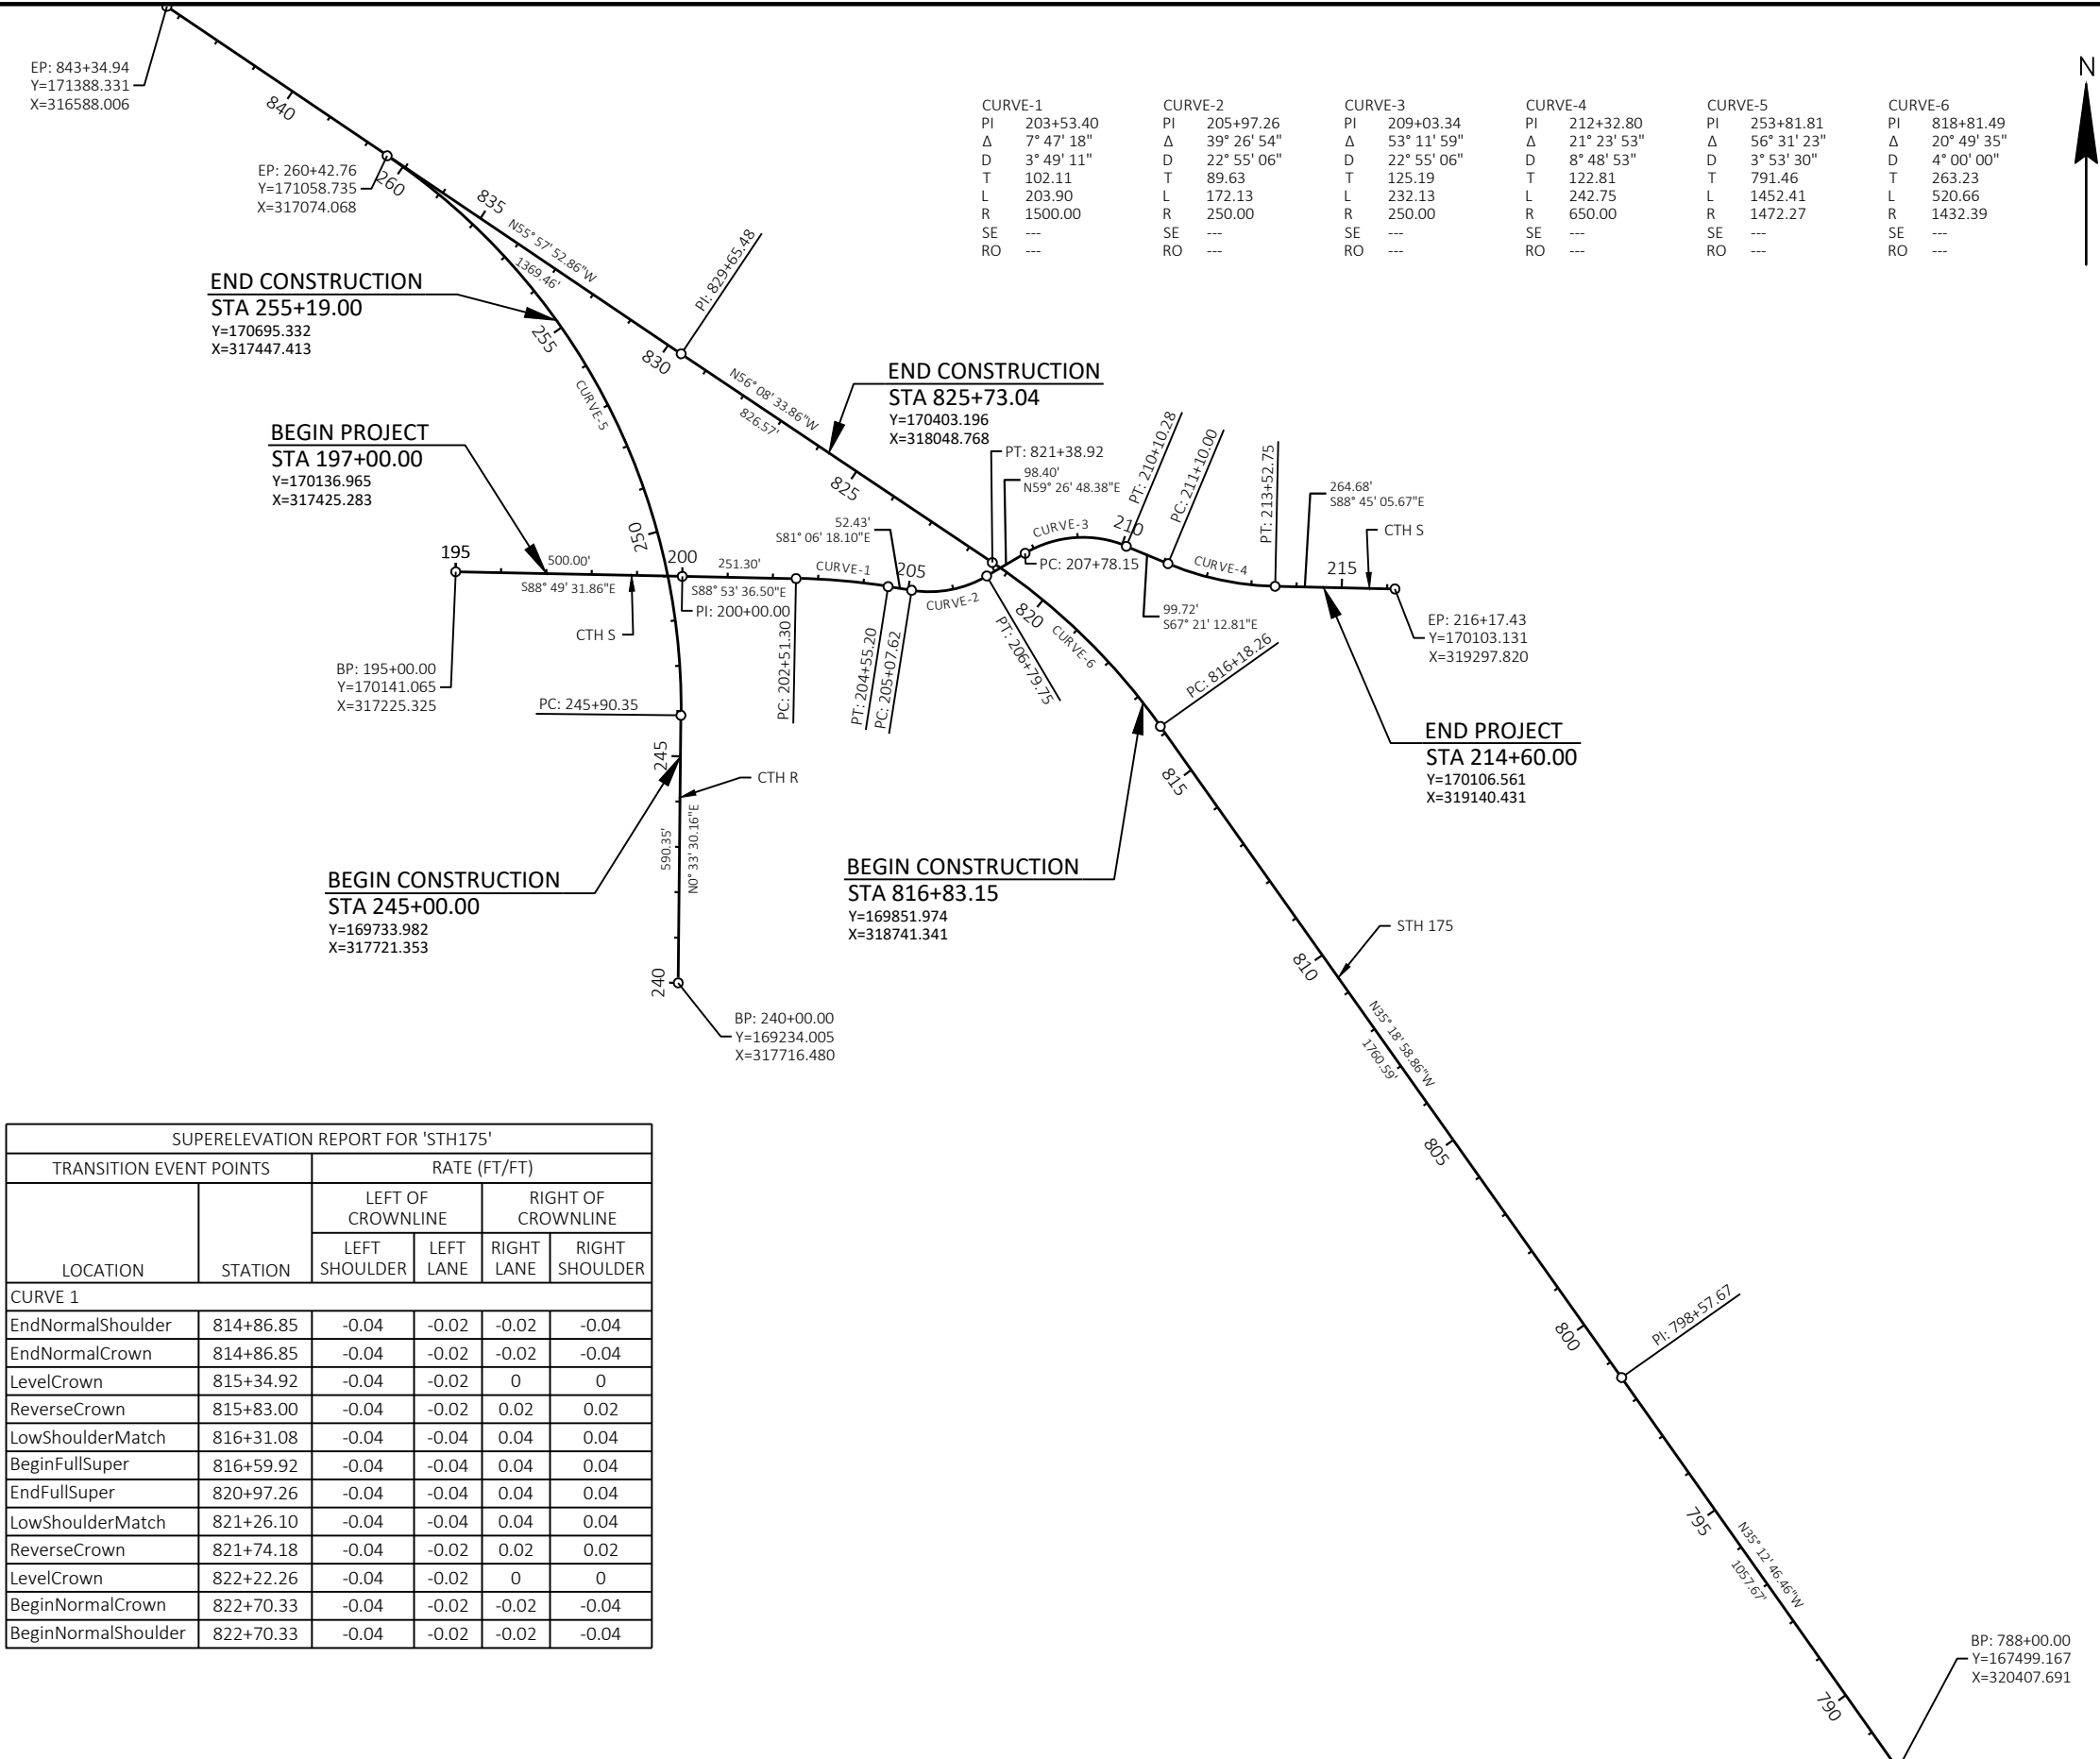 EP: 843+34.94
Y=171388.331
X=316588.006
840
EP: 260+42.76
Y=171058.735
X=317074.068
260
835
N55° 57' 52.86"W
1369.46'
END CONSTRUCTION
STA 255+19.00
Y=170695.332
X=317447.413
255
CURVE-5
PI: 829+65.48
830
N56° 08' 33.86"W
826.57'
END CONSTRUCTION
STA 825+73.04
Y=170403.196
X=318048.768
825
CURVE-1
PI 203+53.40
Δ 7° 47' 18"
D 3° 49' 11"
T 102.11
L 203.90
R 1500.00
SE ---
RO ---
CURVE-2
PI 205+97.26
Δ 39° 26' 54"
D 22° 55' 06"
T 89.63
L 172.13
R 250.00
SE ---
RO ---
CURVE-3
PI 209+03.34
Δ 53° 11' 59"
D 22° 55' 06"
T 125.19
L 232.13
R 250.00
SE ---
RO ---
CURVE-4
PI 212+32.80
Δ 21° 23' 53"
D 8° 48' 53"
T 122.81
L 242.75
R 650.00
SE ---
RO ---
CURVE-5
PI 253+81.81
Δ 56° 31' 23"
D 3° 53' 30"
T 791.46
L 1452.41
R 1472.27
SE ---
RO ---
CURVE-6
PI 818+81.49
Δ 20° 49' 35"
D 4° 00' 00"
T 263.23
L 520.66
R 1432.39
SE ---
RO ---
N
BEGIN PROJECT
STA 197+00.00
Y=170136.965
X=317425.283
195
500.00'
S88° 49' 31.86"E
CTH S
BP: 195+00.00
Y=170141.065
X=317225.325
250
200
251.30'
S88° 53' 36.50"E
PI: 200+00.00
PC: 202+51.30
CURVE-1
52.43'
S81° 06' 18.10"E
205
PT: 204+55.20
PC: 205+07.62
CURVE-2
PT: 206+79.75
PT: 821+38.92
98.40'
N59° 26' 48.38"E
CURVE-3
PC: 207+78.15
210
PT: 210+10.28
PC: 211+10.00
CURVE-4
99.72'
S67° 21' 12.81"E
PT: 213+52.75
264.68'
S88° 45' 05.67"E
215
CTH S
EP: 216+17.43
Y=170103.131
X=319297.820
END PROJECT
STA 214+60.00
Y=170106.561
X=319140.431
820
CURVE-6
PC: 816+18.26
815
PC: 245+90.35
245
CTH R
590.35'
N0° 33' 30.16"E
BEGIN CONSTRUCTION
STA 245+00.00
Y=169733.982
X=317721.353
240
BP: 240+00.00
Y=169234.005
X=317716.480
BEGIN CONSTRUCTION
STA 816+83.15
Y=169851.974
X=318741.341
STH 175
810
N35° 18' 58.86"W
1760.59'
805
800
PI: 798+57.67
795
N35° 12' 46.46"W
1057.67'
790
BP: 788+00.00
Y=167499.167
X=320407.691
SUPERELEVATION REPORT FOR 'STH175'
TRANSITION EVENT POINTS RATE (FT/FT)
LEFT OF CROWNLINE RIGHT OF CROWNLINE
LOCATION STATION LEFT SHOULDER LEFT LANE RIGHT LANE RIGHT SHOULDER
CURVE 1
EndNormalShoulder 814+86.85 -0.04 -0.02 -0.02 -0.04
EndNormalCrown 814+86.85 -0.04 -0.02 -0.02 -0.04
LevelCrown 815+34.92 -0.04 -0.02 0 0
ReverseCrown 815+83.00 -0.04 -0.02 0.02 0.02
LowShoulderMatch 816+31.08 -0.04 -0.04 0.04 0.04
BeginFullSuper 816+59.92 -0.04 -0.04 0.04 0.04
EndFullSuper 820+97.26 -0.04 -0.04 0.04 0.04
LowShoulderMatch 821+26.10 -0.04 -0.04 0.04 0.04
ReverseCrown 821+74.18 -0.04 -0.02 0.02 0.02
LevelCrown 822+22.26 -0.04 -0.02 0 0
BeginNormalCrown 822+70.33 -0.04 -0.02 -0.02 -0.04
BeginNormalShoulder 822+70.33 -0.04 -0.02 -0.02 -0.04